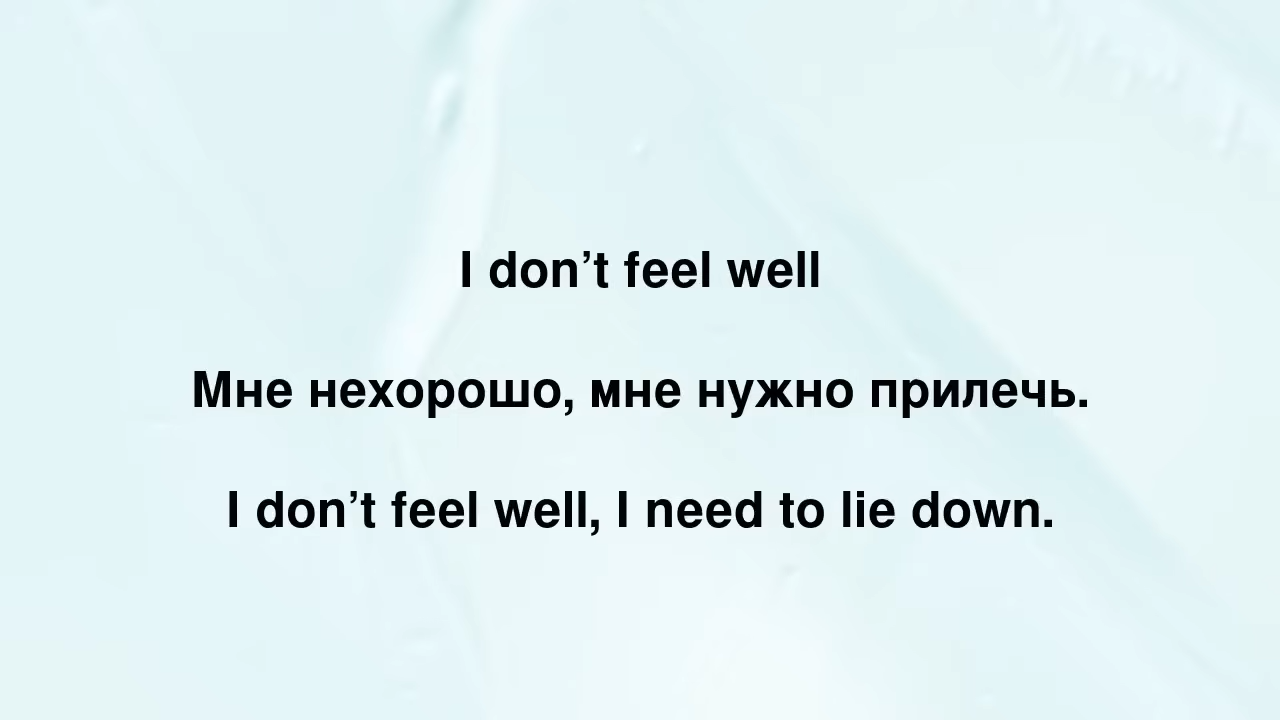 I don’t feel well
Мне нехорошо, мне нужно прилечь.
I don’t feel well, I need to lie down.